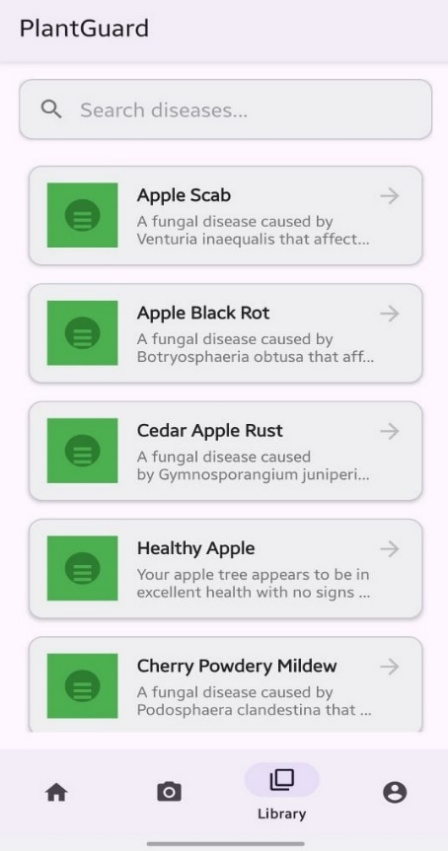 PlantGuard
Search diseases...
Apple Scab
A fungal disease caused by
Venturia inaequalis that affect...
Apple Black Rot
A fungal disease caused by
Botryosphaeria obtusa that aff...
Cedar Apple Rust
A fungal disease caused
by Gymnosporangium juniperi...
Healthy Apple
Your apple tree appears to be in
excellent health with no signs ...
Cherry Powdery Mildew
A fungal disease caused by
Podosphaera clandestina that ...
Library